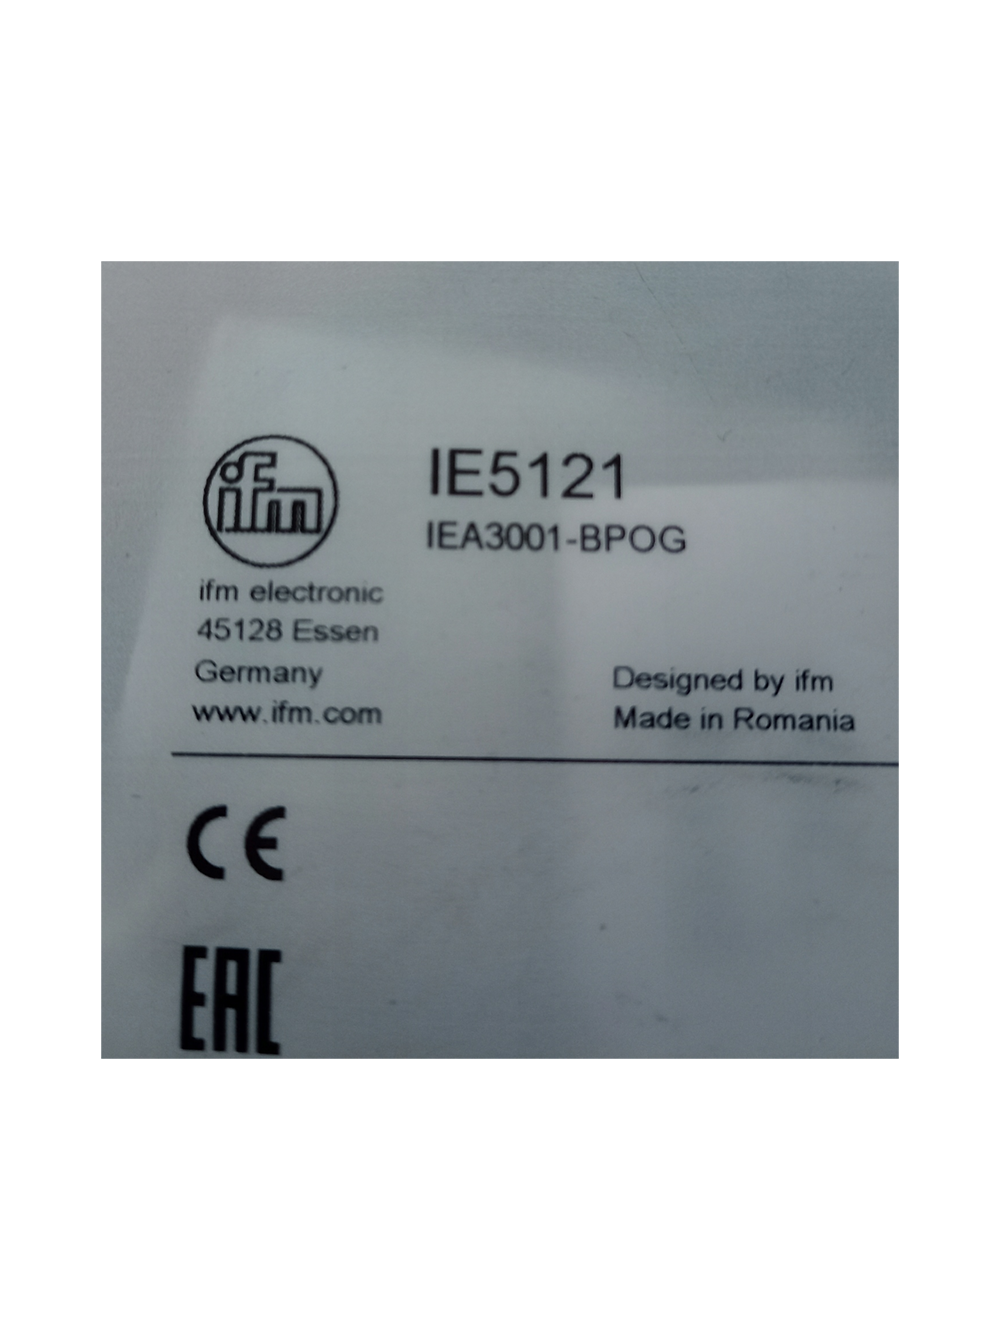 ifm
IE5121
IEA3001-BPOG
ifm electronic
45128 Essen
Germany
www.ifm.com
Designed by ifm
Made in Romania
CE
EAC